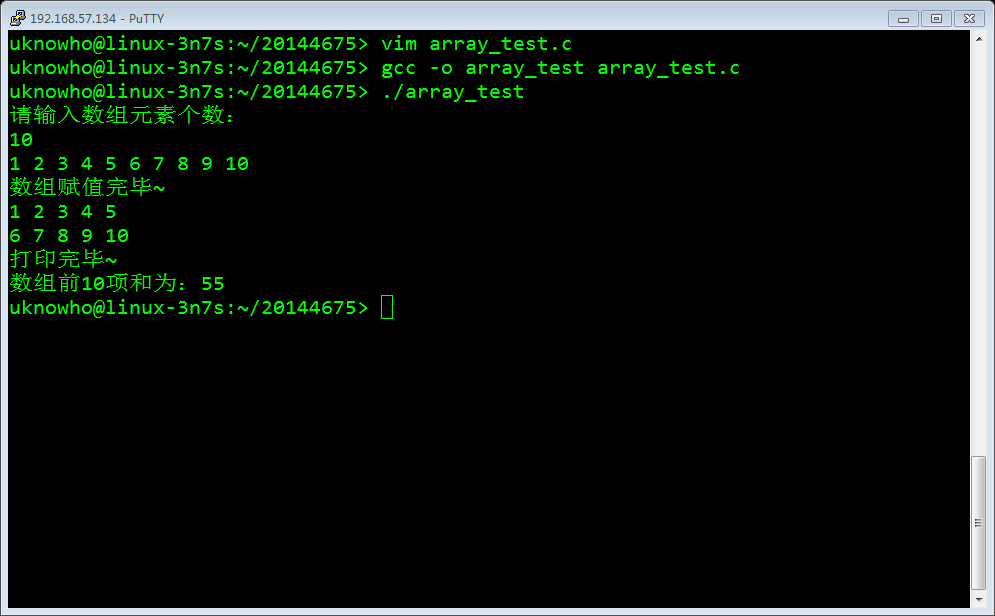 192.168.57.134 - PuTTY
uknowho@linux-3n7s:~/20144675> vim array_test.c
uknowho@linux-3n7s:~/20144675> gcc -o array_test array_test.c
uknowho@linux-3n7s:~/20144675> ./array_test
请输入数组元素个数：
10
1 2 3 4 5 6 7 8 9 10
数组赋值完毕~
1 2 3 4 5
6 7 8 9 10
打印完毕~
数组前10项和为：55
uknowho@linux-3n7s:~/20144675>